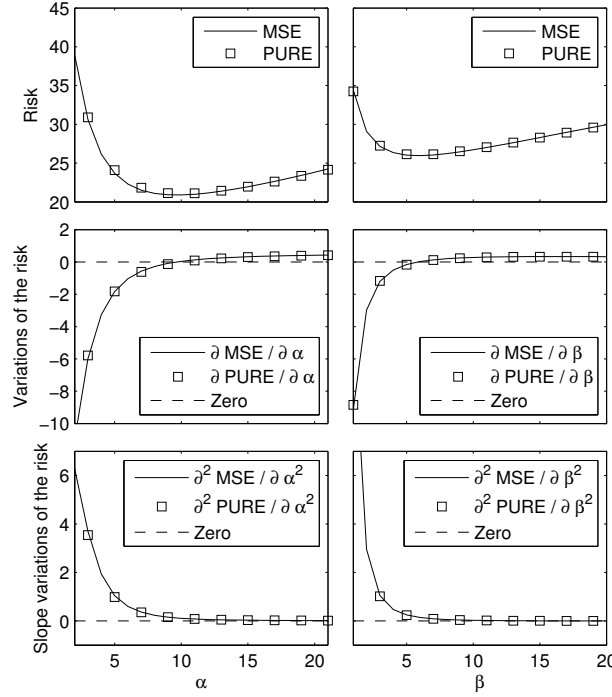 45
40
35
30
25
20
Risk
MSE
PURE
MSE
PURE
2
0
−2
−4
−6
−8
−10
Variations of the risk
∂ MSE / ∂ α
∂ PURE / ∂ α
Zero
∂ MSE / ∂ β
∂ PURE / ∂ β
Zero
6
4
2
0
Slope variations of the risk
∂² MSE / ∂ α²
∂² PURE / ∂ α²
Zero
∂² MSE / ∂ β²
∂² PURE / ∂ β²
Zero
5 10 15 20
α
5 10 15 20
β